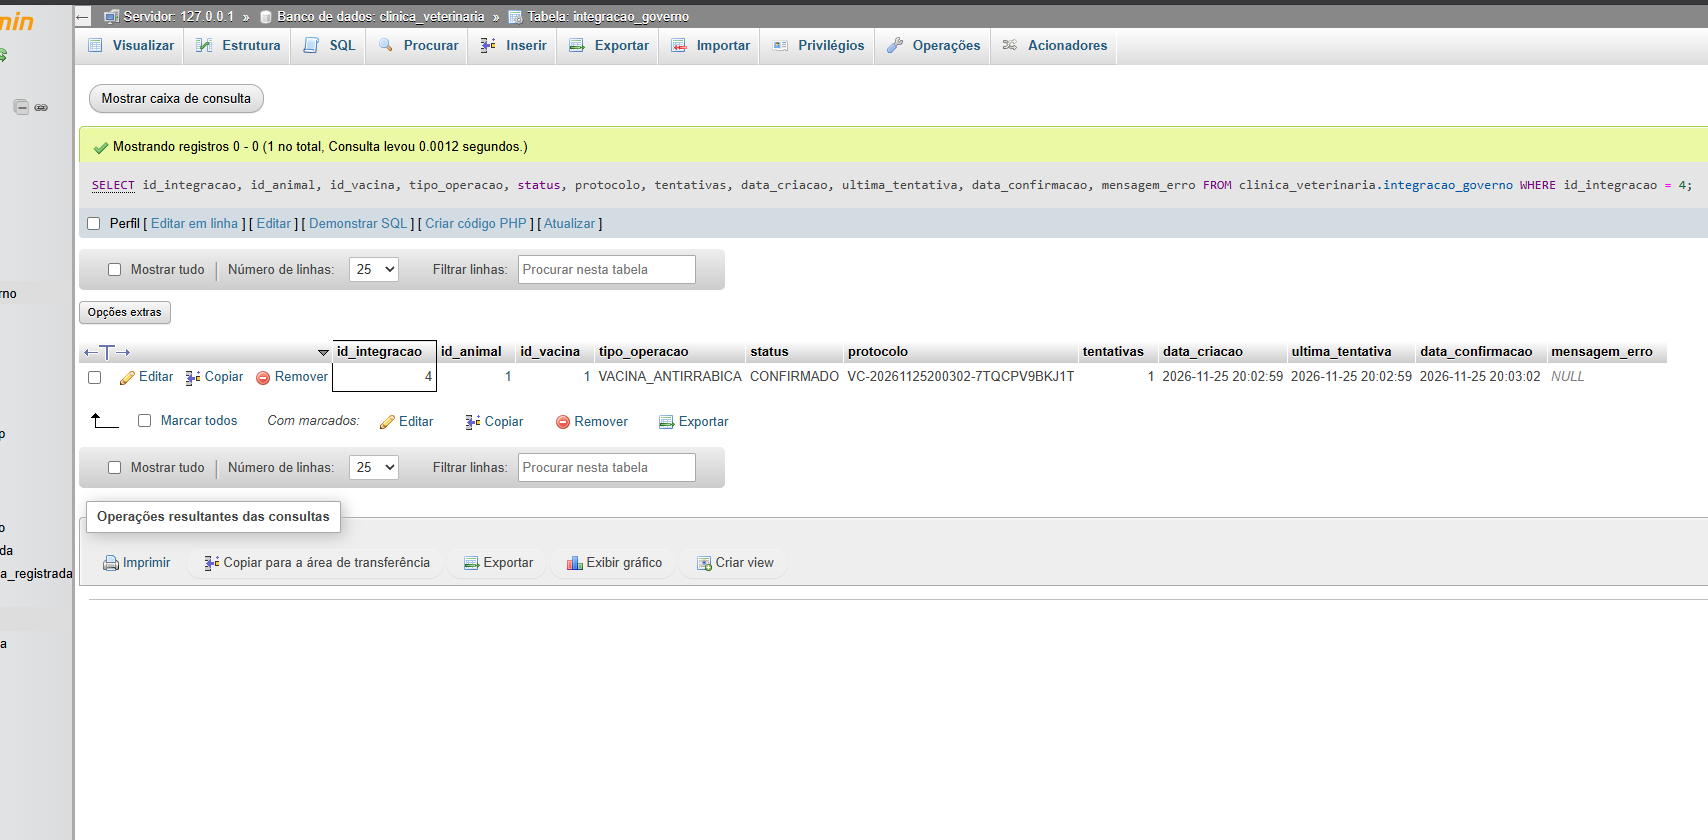 min
Servidor: 127.0.0.1 » Banco de dados: clinica_veterinaria » Tabela: integracao_governo
Visualizar Estrutura SQL Procurar Inserir Exportar Importar Privilégios Operações Acionadores
Mostrar caixa de consulta
Mostrando registros 0 - 0 (1 no total, Consulta levou 0.0012 segundos.)
SELECT id_integracao, id_animal, id_vacina, tipo_operacao, status, protocolo, tentativas, data_criacao, ultima_tentativa, data_confirmacao, mensagem_erro FROM clinica_veterinaria.integracao_governo WHERE id_integracao = 4;
Perfil [ Editar em linha ] [ Editar ] [ Demonstrar SQL ] [ Criar código PHP ] [ Atualizar ]
Mostrar tudo Número de linhas: 25 Filtrar linhas: Procurar nesta tabela
rno
Opções extras
id_integracao id_animal id_vacina tipo_operacao status protocolo tentativas data_criacao ultima_tentativa data_confirmacao mensagem_erro
Editar Copiar Remover 4 1 1 VACINA_ANTIRRABICA CONFIRMADO VC-20261125200302-7TQCPV9BKJ1T 1 2026-11-25 20:02:59 2026-11-25 20:02:59 2026-11-25 20:03:02 NULL
Marcar todos Com marcados: Editar Copiar Remover Exportar
p
Mostrar tudo Número de linhas: 25 Filtrar linhas: Procurar nesta tabela
Operações resultantes das consultas
o
da
Imprimir Copiar para a área de transferência Exportar Exibir gráfico Criar view
a_registrada
a